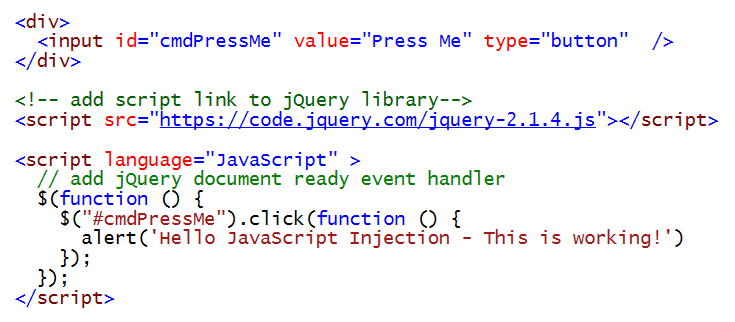 <div>
  <input id="cmdPressMe" value="Press Me" type="button"  />
</div>

<!-- add script link to jQuery library-->
<script src="https://code.jquery.com/jquery-2.1.4.js"></script>

<script language="JavaScript" >
  // add jQuery document ready event handler
  $(function () {
    $("#cmdPressMe").click(function () {
      alert('Hello JavaScript Injection - This is working!')
    });
  });
</script>